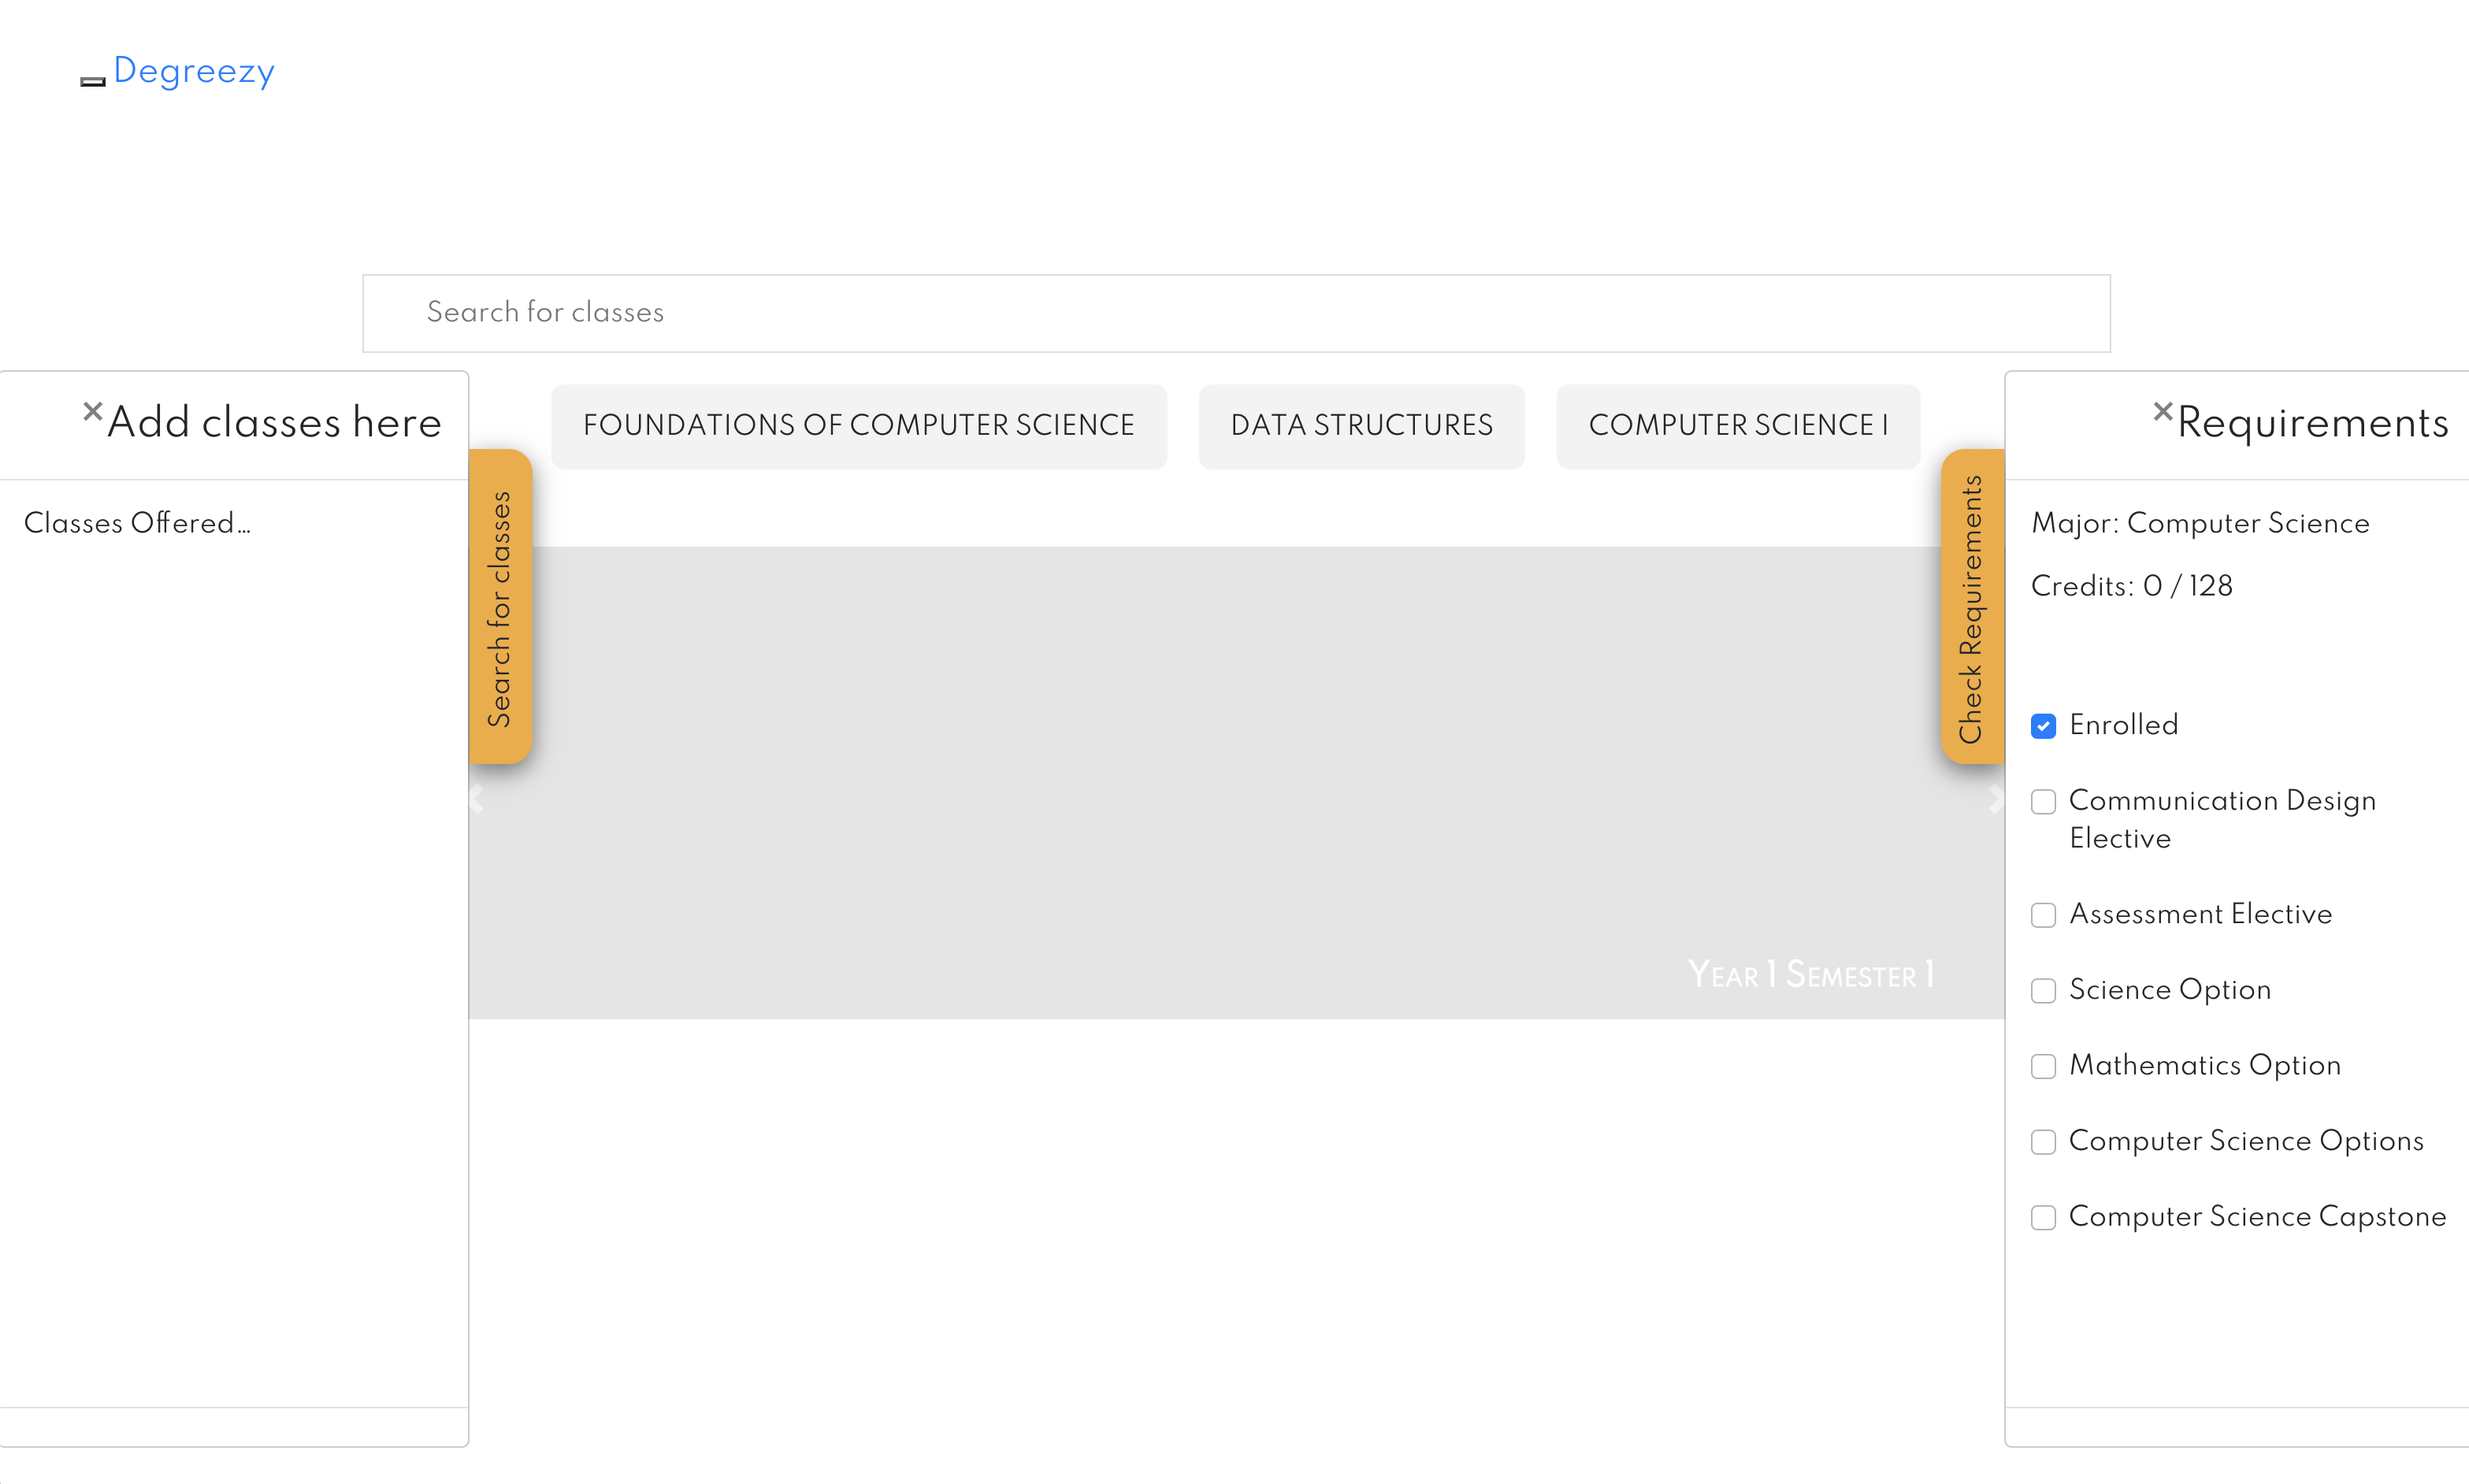 Degreezy
Search for classes
×Add classes here
Classes Offered...
Search for classes
FOUNDATIONS OF COMPUTER SCIENCE
DATA STRUCTURES
COMPUTER SCIENCE I
Year 1 Semester 1
Check Requirements
×Requirements
Major: Computer Science
Credits: 0 / 128
Enrolled
Communication Design
Elective
Assessment Elective
Science Option
Mathematics Option
Computer Science Options
Computer Science Capstone